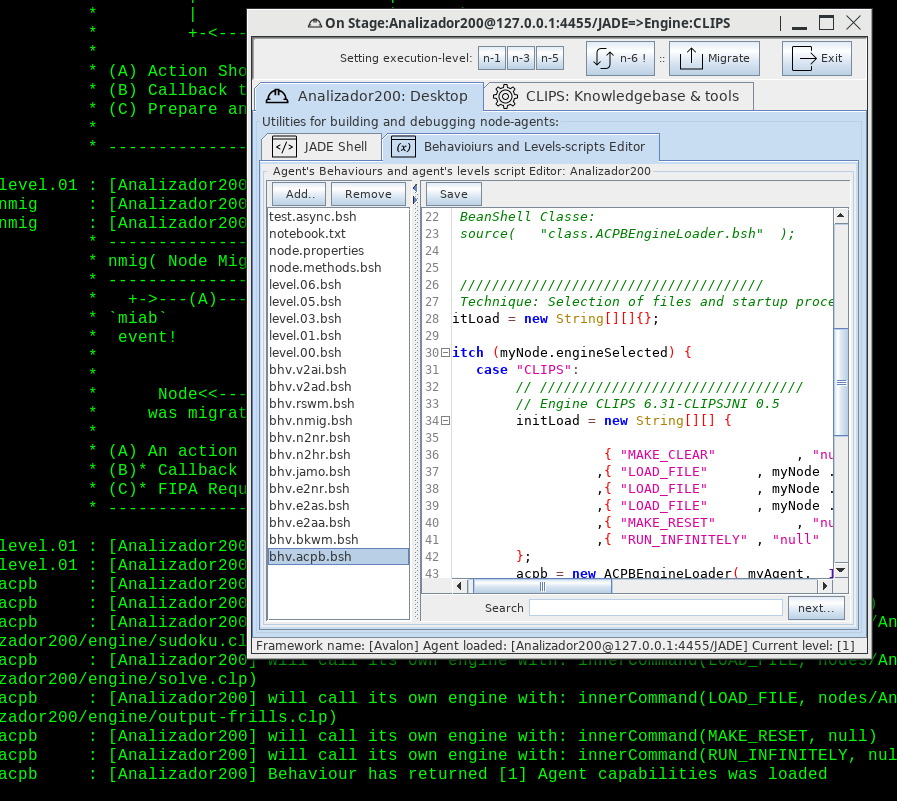 On Stage:Analizador200@127.0.0.1:4455/JADE=>Engine:CLIPS
Setting execution-level: n-1 n-3 n-5 n-6 ! :: Migrate Exit
Analizador200: Desktop CLIPS: Knowledgebase & tools
Utilities for building and debugging node-agents:
</> JADE Shell (x) Behavioiurs and Levels-scripts Editor
Agent's Behaviours and agent's levels script Editor: Analizador200
Add.. Remove Save
test.async.bsh
notebook.txt
node.properties
node.methods.bsh
level.06.bsh
level.05.bsh
level.03.bsh
level.01.bsh
level.00.bsh
bhv.v2ai.bsh
bhv.v2ad.bsh
bhv.rswm.bsh
bhv.nmig.bsh
bhv.n2nr.bsh
bhv.n2hr.bsh
bhv.jamo.bsh
bhv.e2nr.bsh
bhv.e2as.bsh
bhv.e2aa.bsh
bhv.bkwm.bsh
bhv.acpb.bsh
22 BeanShell Classe:
23 source( "class.ACPBEngineLoader.bsh" );
24
25
26 //////////////////////////////////////
27 Technique: Selection of files and startup proce
28 itLoad = new String[][]{};
29
30 itch (myNode.engineSelected) {
31 case "CLIPS":
32 // /////////////////////////////////
33 // Engine CLIPS 6.31-CLIPSJNI 0.5
34 initLoad = new String[][] {
35
36 { "MAKE_CLEAR" , "nu
37 ,{ "LOAD_FILE" , myNode .
38 ,{ "LOAD_FILE" , myNode .
39 ,{ "LOAD_FILE" , myNode .
40 ,{ "MAKE_RESET" , "nu
41 ,{ "RUN_INFINITELY" , "null"
42 };
43 acpb = new ACPBEngineLoader( myAgent,
Search next...
Framework name: [Avalon] Agent loaded: [Analizador200@127.0.0.1:4455/JADE] Current level: [1]
*
* |
* +-<---
*
* (A) Action Sho
* (B) Callback t
* (C) Prepare an
*
* --------------
level.01 : [Analizador200
nmig : [Analizador200
nmig : [Analizador200
* --------------
* nmig( Node Mig
* --------------
* +->---(A)---
* `miab`
* event!
*
*
* Node<<---
* was migrat
*
* (A) An action
* (B)* Callback
* (C)* FIPA Requ
* --------------
level.01 : [Analizador200
level.01 : [Analizador200
acpb : [Analizador200
acpb : [Analizador200 )
acpb : [Analizador200 An
zador200/engine/sudoku.cl
acpb : [Analizador200] will call its own engine with: innerCommand(LOAD_FILE, nodes/An
zador200/engine/solve.clp)
acpb : [Analizador200] will call its own engine with: innerCommand(LOAD_FILE, nodes/An
zador200/engine/output-frills.clp)
acpb : [Analizador200] will call its own engine with: innerCommand(MAKE_RESET, null)
acpb : [Analizador200] will call its own engine with: innerCommand(RUN_INFINITELY, nul
acpb : [Analizador200] Behaviour has returned [1] Agent capabilities was loaded